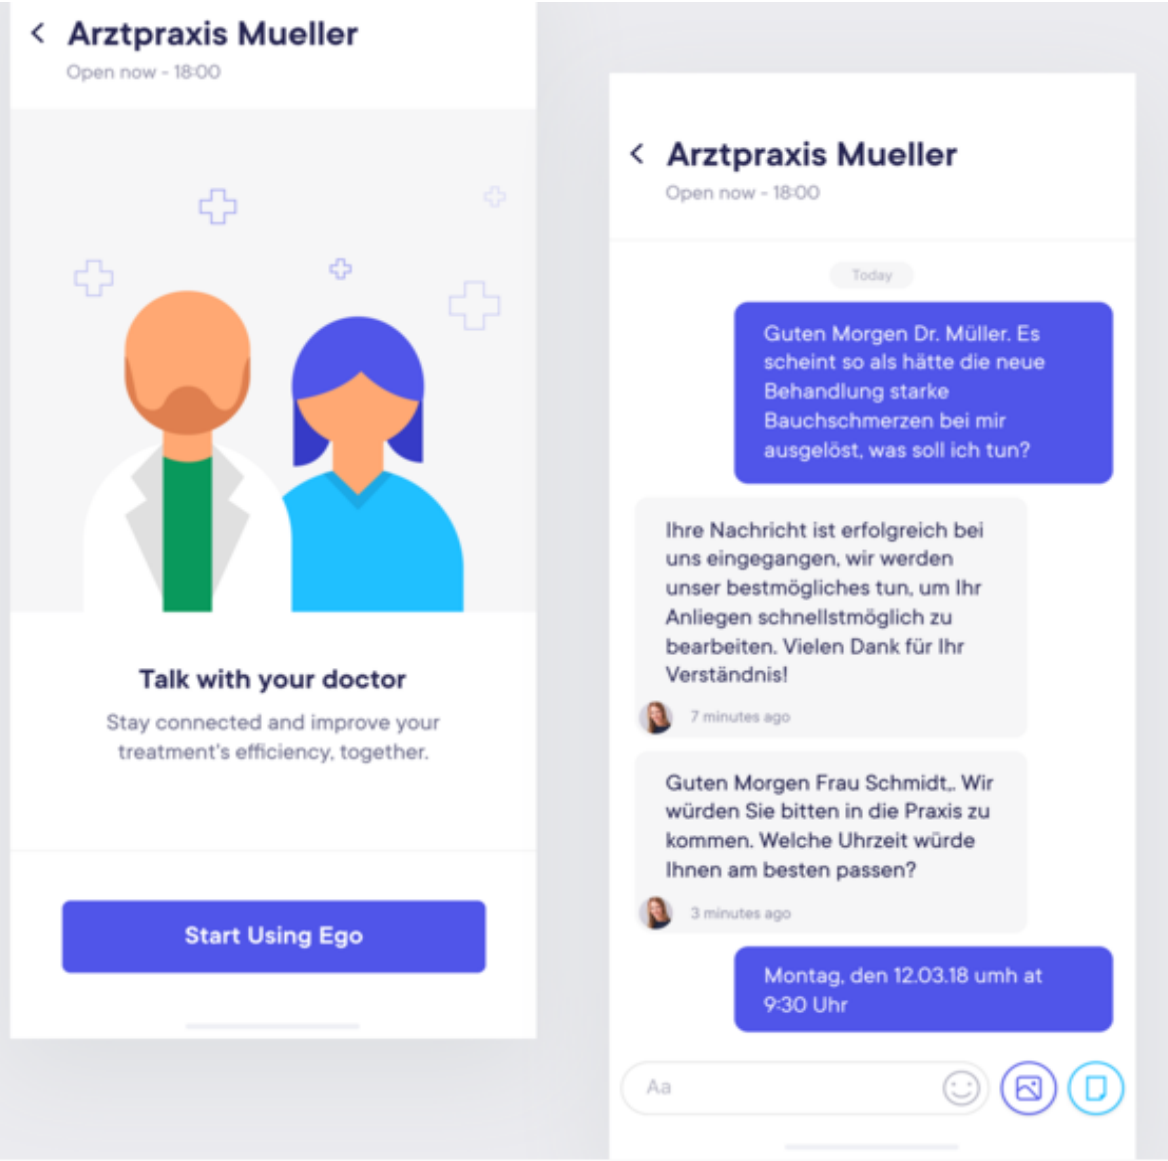 Arztpraxis Mueller
Open now - 18:00
Talk with your doctor
Stay connected and improve your
treatment's efficiency, together.
Start Using Ego
Arztpraxis Mueller
Open now - 18:00
Today
Guten Morgen Dr. Müller. Es
scheint so als hätte die neue
Behandlung starke
Bauchschmerzen bei mir
ausgelöst, was soll ich tun?
Ihre Nachricht ist erfolgreich bei
uns eingegangen, wir werden
unser bestmögliches tun, um Ihr
Anliegen schnellstmöglich zu
bearbeiten. Vielen Dank für Ihr
Verständnis!
7 minutes ago
Guten Morgen Frau Schmidt,. Wir
würden Sie bitten in die Praxis zu
kommen. Welche Uhrzeit würde
Ihnen am besten passen?
3 minutes ago
Montag, den 12.03.18 umh at
9:30 Uhr
Aa